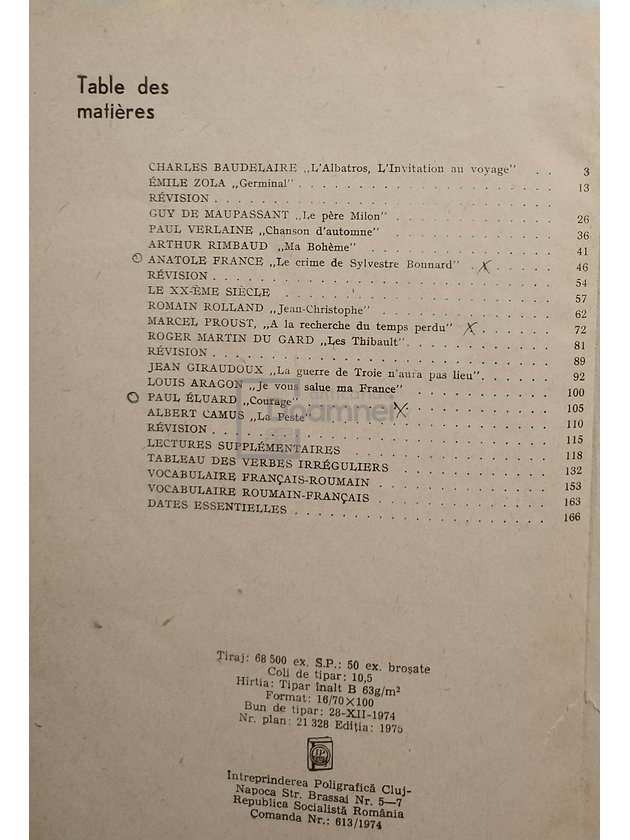 Table des
matières
CHARLES BAUDELAIRE „L'Albatros, L'Invitation au voyage” . . 3
ÉMILE ZOLA „Germinal” . . . . . . . . . . . . . . . . . . 13
RÉVISION . . . . . . . . . . . . . . . . . . . . . .
GUY DE MAUPASSANT „Le père Milon” . . . . . . . . . . . 26
PAUL VERLAINE „Chanson d'automne” . . . . . . . . . . . 36
ARTHUR RIMBAUD „Ma Bohème” . . . . . . . . . . . . . 41
ANATOLE FRANCE „Le crime de Sylvestre Bonnard” . . . . . . 46
RÉVISION . . . . . . . . . . . . . . . . . . . . . . 54
LE XX-ÈME SIÈCLE . . . . . . . . . . . . . . . . . . 57
ROMAIN ROLLAND „Jean-Christophe” . . . . . . . . . . . . 62
MARCEL PROUST, „A la recherche du temps perdu” . . . . . . 72
ROGER MARTIN DU GARD „Les Thibault” . . . . . . . . . . 81
RÉVISION . . . . . . . . . . . . . . . . . . . . . . 89
JEAN GIRAUDOUX „La guerre de Troie n'aura pas lieu” . . . . . 92
LOUIS ARAGON „Je vous salue ma France” . . . . . . . . . 100
PAUL ÉLUARD „Courage” . . . . . . . . . . . . . . . . 105
ALBERT CAMUS „La Peste” . . . . . . . . . . . . . . . 110
RÉVISION . . . . . . . . . . . . . . . . . . . . . . 115
LECTURES SUPPLÉMENTAIRES . . . . . . . . . . . . . . 118
TABLEAU DES VERBES IRRÉGULIERS . . . . . . . . . . . 132
VOCABULAIRE FRANÇAIS-ROUMAIN . . . . . . . . . . . . 153
VOCABULAIRE ROUMAIN-FRANÇAIS . . . . . . . . . . . . 163
DATES ESSENTIELLES . . . . . . . . . . . . . . . . . 166
anticariat
Doamnei
Tiraj: 68 500 ex. S.P.: 50 ex. broșate
Coli de tipar: 10,5
Hîrtia: Tipar înalt B 63g/m²
Format: 16/70×100
Bun de tipar: 28-XII-1974
Nr. plan: 21 328 Ediția: 1975
IP
Întreprinderea Poligrafică Cluj-
Napoca Str. Brassai Nr. 5—7
Republica Socialistă România
Comanda Nr.: 613/1974